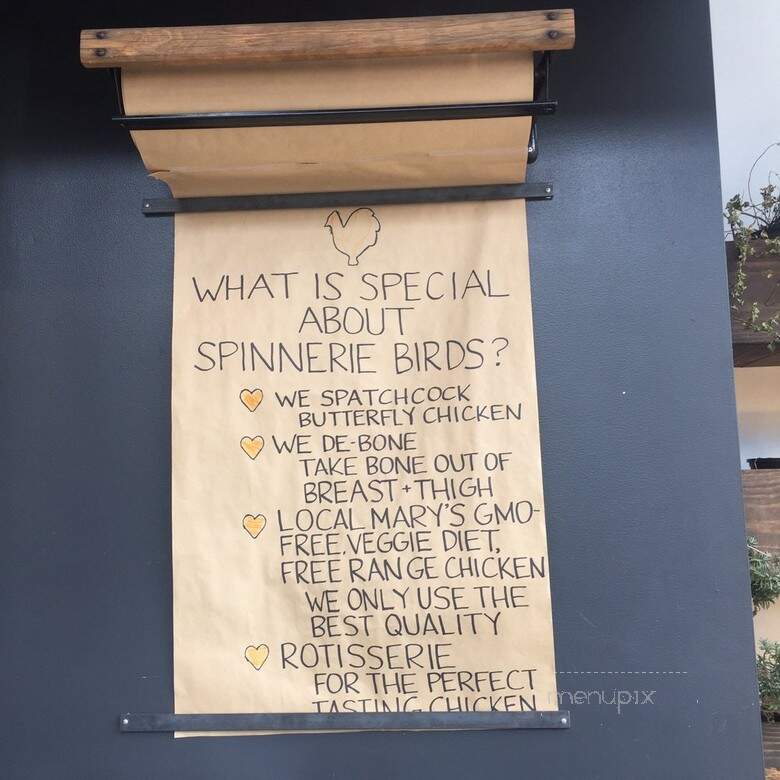 WHAT IS SPECIAL
ABOUT
SPINNERIE BIRDS?
WE SPATCHCOCK
BUTTERFLY CHICKEN
WE DE-BONE
TAKE BONE OUT OF
BREAST + THIGH
LOCAL MARY'S GMO-
FREE, VEGGIE DIET,
FREE RANGE CHICKEN
WE ONLY USE THE
BEST QUALITY
ROTISSERIE
FOR THE PERFECT
TASTING CHICKEN
menupix